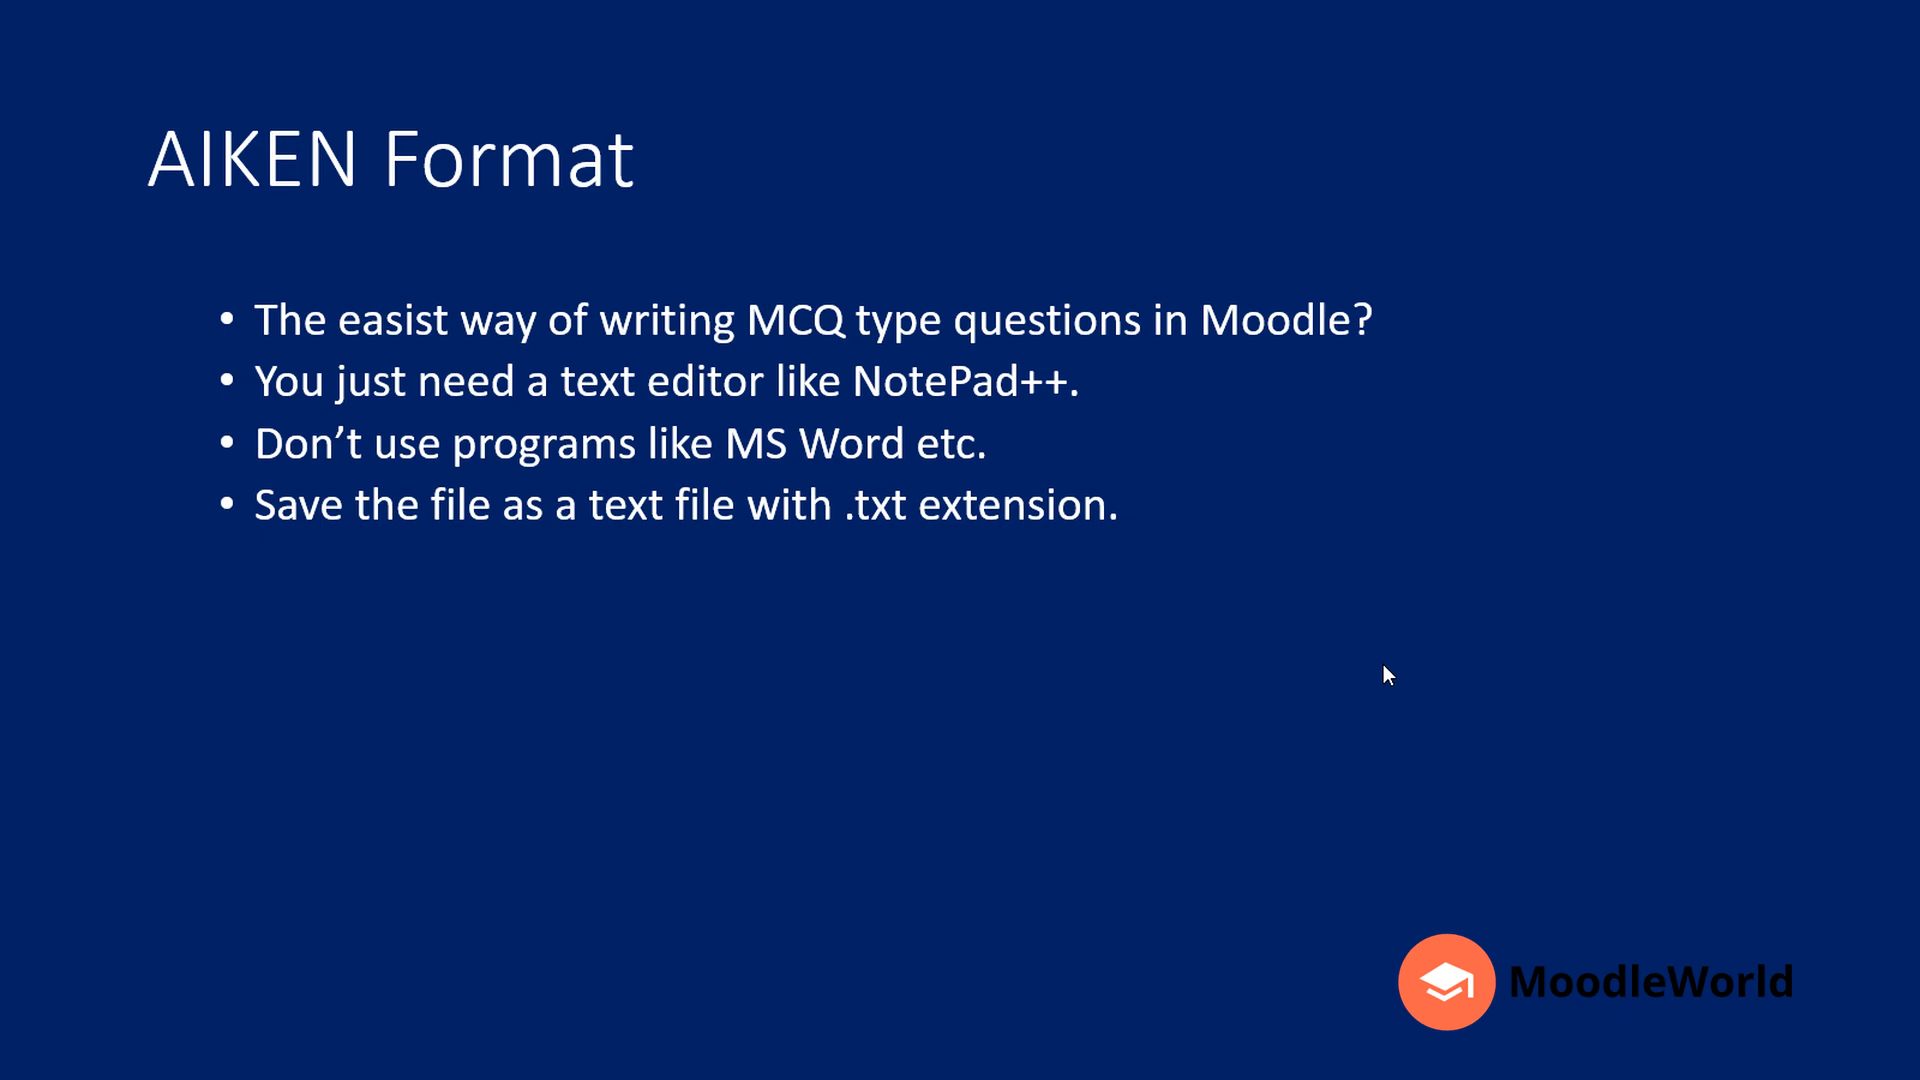 AIKEN Format
• The easist way of writing MCQ type questions in Moodle?
• You just need a text editor like NotePad++.
• Don’t use programs like MS Word etc.
• Save the file as a text file with .txt extension.
MoodleWorld